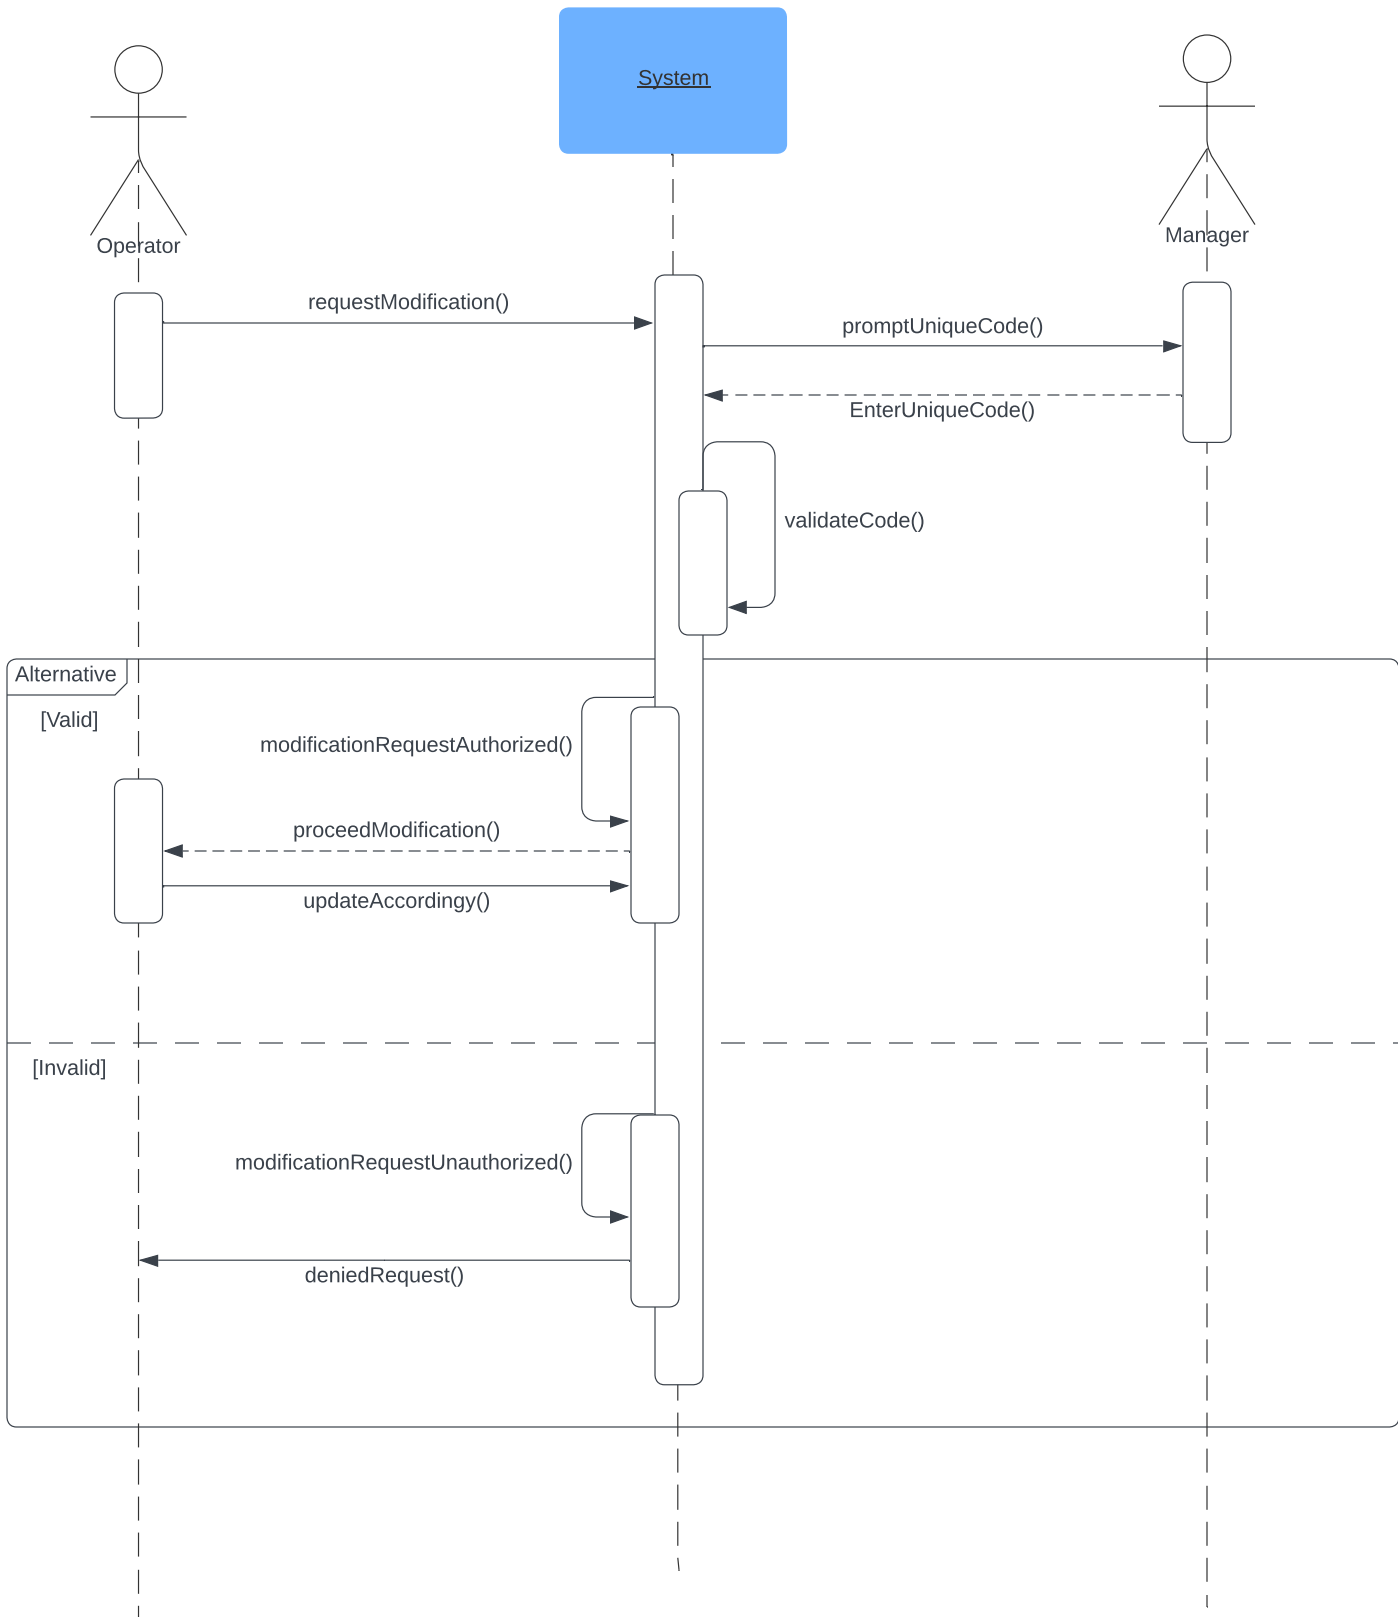 System
Operator
Manager
requestModification()
promptUniqueCode()
EnterUniqueCode()
validateCode()
Alternative
[Valid]
modificationRequestAuthorized()
proceedModification()
updateAccordingy()
[Invalid]
modificationRequestUnauthorized()
deniedRequest()